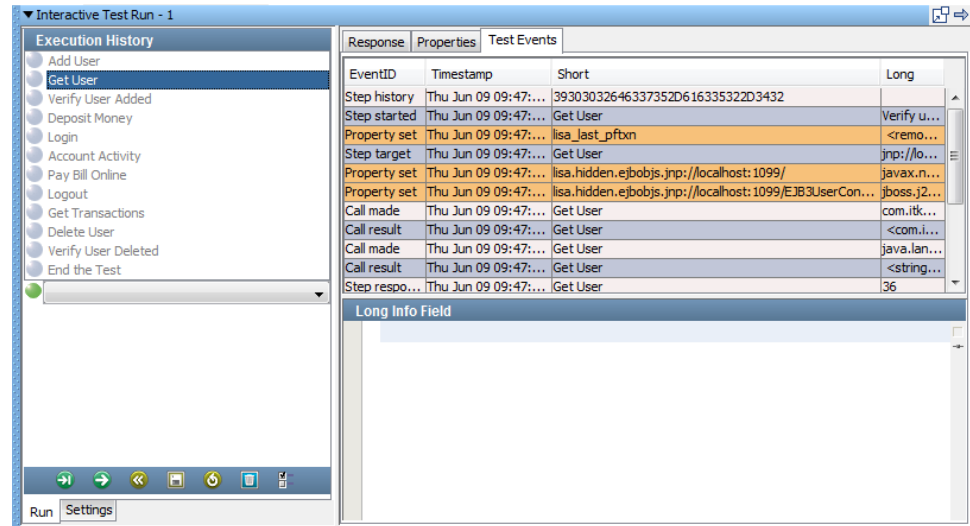 Interactive Test Run - 1
Execution History
Add User
Get User
Verify User Added
Deposit Money
Login
Account Activity
Pay Bill Online
Logout
Get Transactions
Delete User
Verify User Deleted
End the Test
Run Settings
Response Properties Test Events
EventID Timestamp Short Long
Step history Thu Jun 09 09:47:... 39303032646337352D616335322D3432
Step started Thu Jun 09 09:47:... Get User Verify u...
Property set Thu Jun 09 09:47:... lisa_last_pftxn <remo...
Step target Thu Jun 09 09:47:... Get User jnp://lo...
Property set Thu Jun 09 09:47:... lisa.hidden.ejbobjs.jnp://localhost:1099/ javax.n...
Property set Thu Jun 09 09:47:... lisa.hidden.ejbobjs.jnp://localhost:1099/EJB3UserCon... jboss.j2...
Call made Thu Jun 09 09:47:... Get User com.itk...
Call result Thu Jun 09 09:47:... Get User <com.i...
Call made Thu Jun 09 09:47:... Get User java.lan...
Call result Thu Jun 09 09:47:... Get User <string...
Step respo... Thu Jun 09 09:47:... Get User 36
Long Info Field